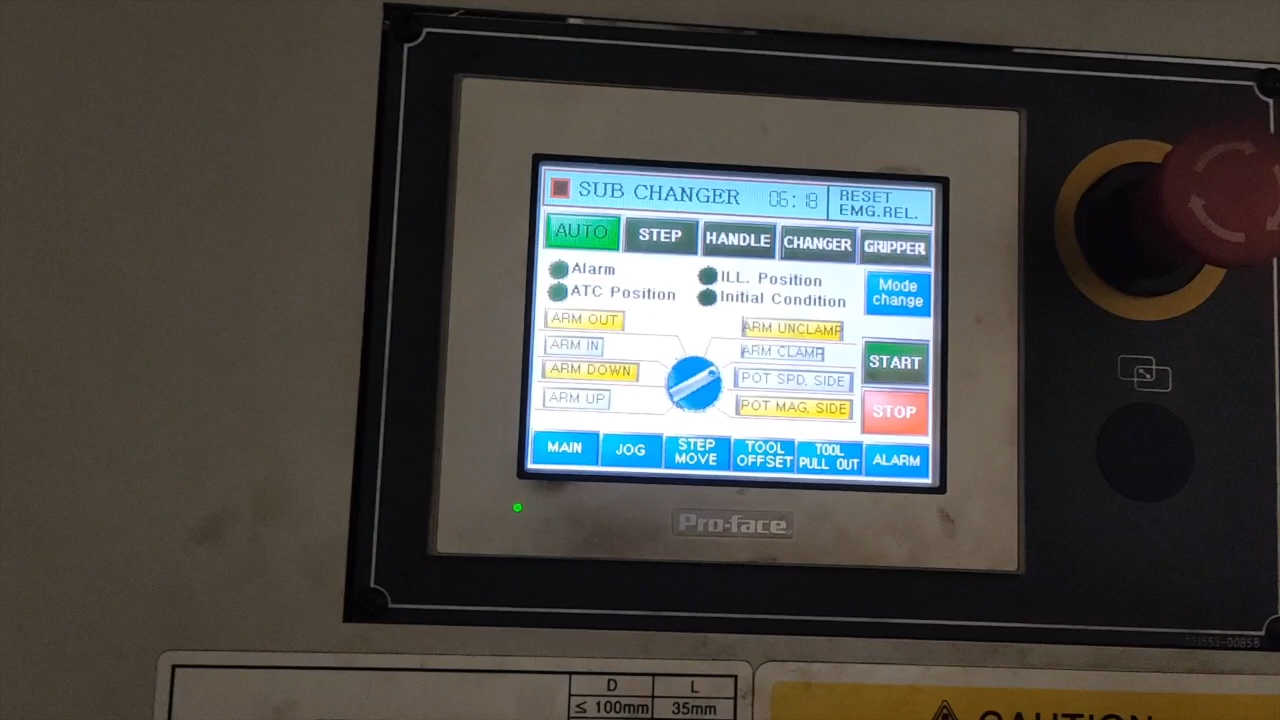 SUB CHANGER 06:18 RESET EMG.REL.
AUTO STEP HANDLE CHANGER GRIPPER
Alarm ILL. Position Mode change
ATC Position Initial Condition
ARM OUT ARM UNCLAMP
ARM IN ARM CLAMP START
ARM DOWN POT SPD, SIDE
ARM UP POT MAG, SIDE STOP
MAIN JOG STEP MOVE TOOL OFFSET TOOL PULL OUT ALARM
Pro-face
D L
≤ 100mm 35mm
CAUTION